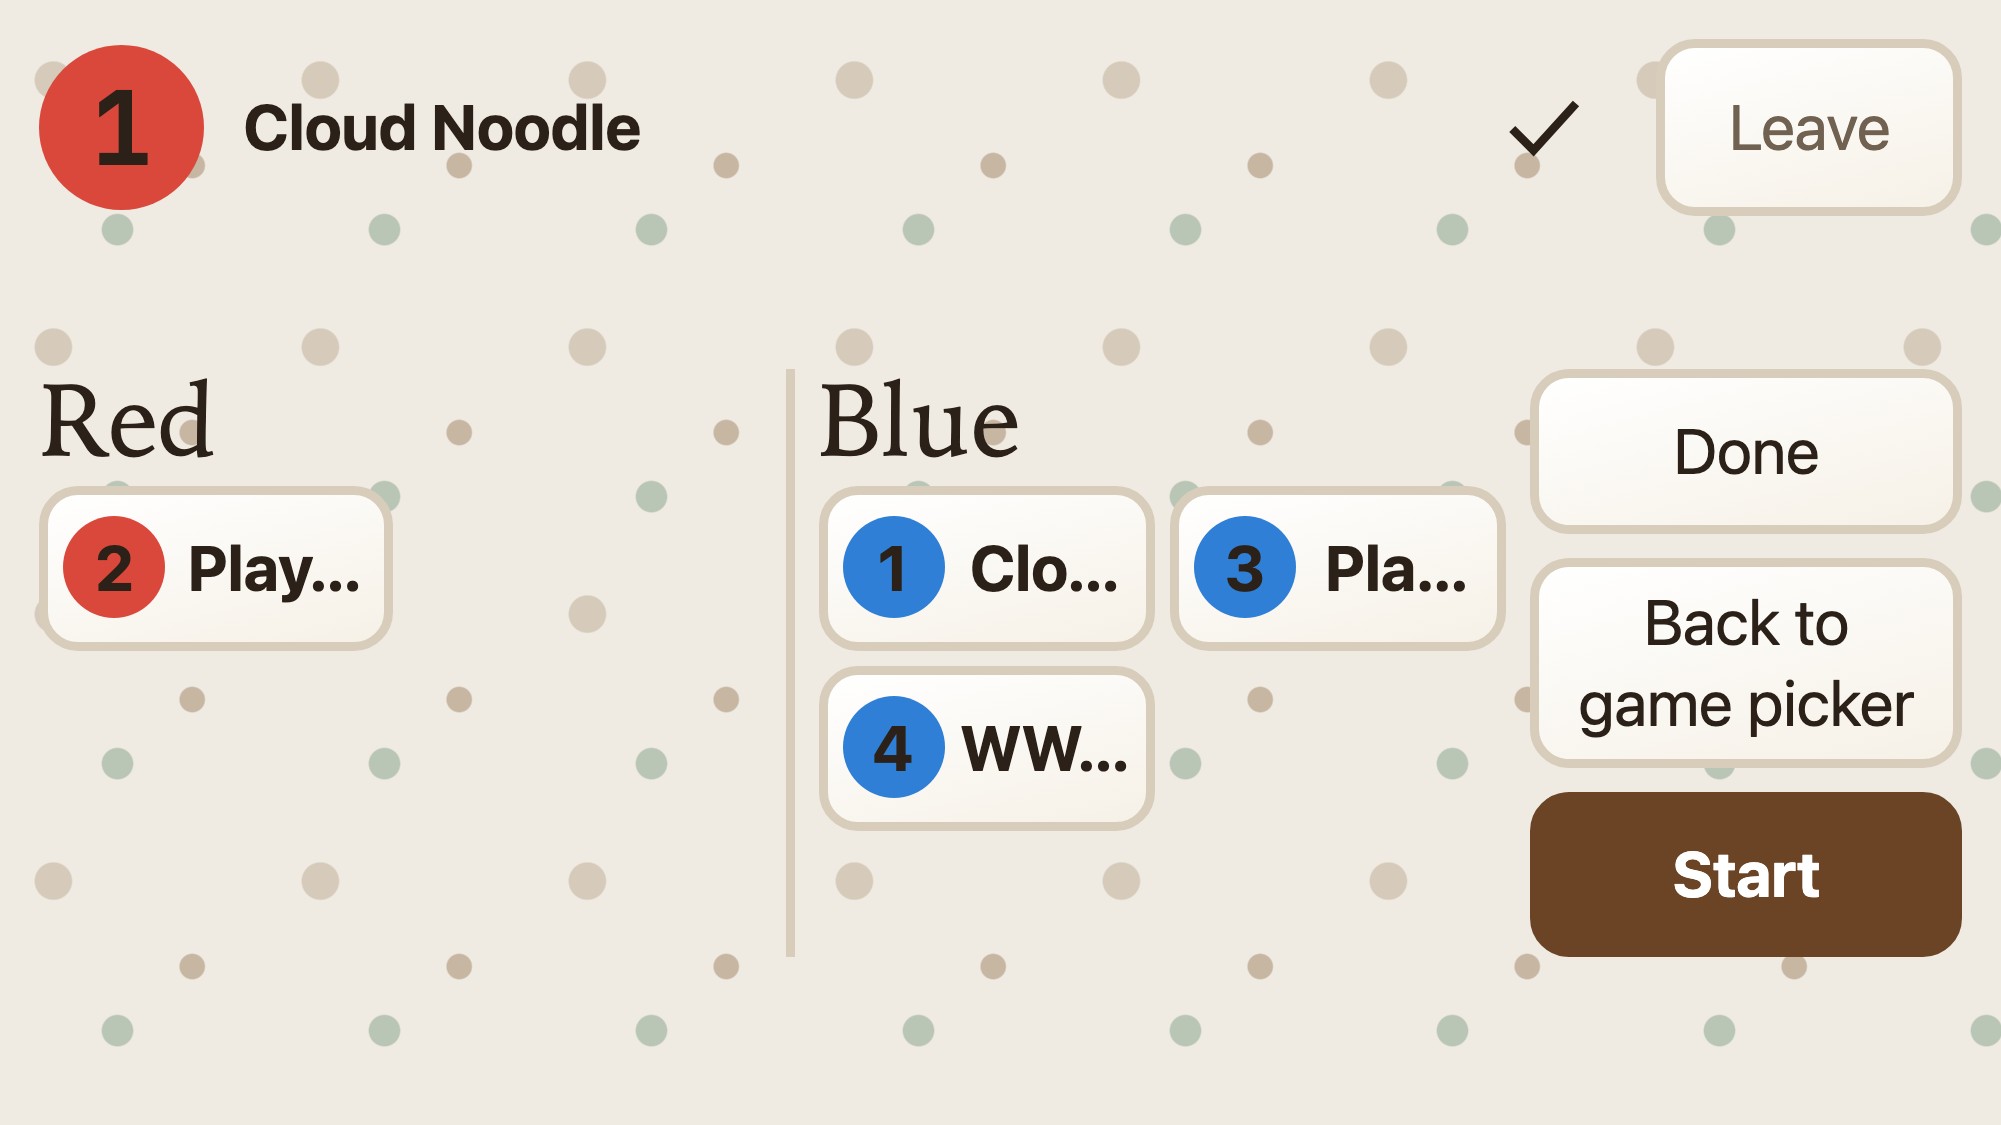 1 Cloud Noodle
Leave
Red
2 Play...
Blue
1 Clo...
3 Pla...
4 WW...
Done
Back to
game picker
Start